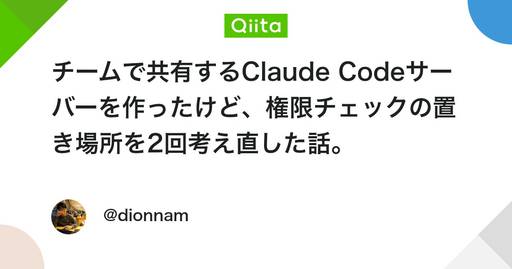 Qiita
チームで共有するClaude Codeサー
バーを作ったけど、権限チェックの置
き場所を2回考え直した話。
@dionnam